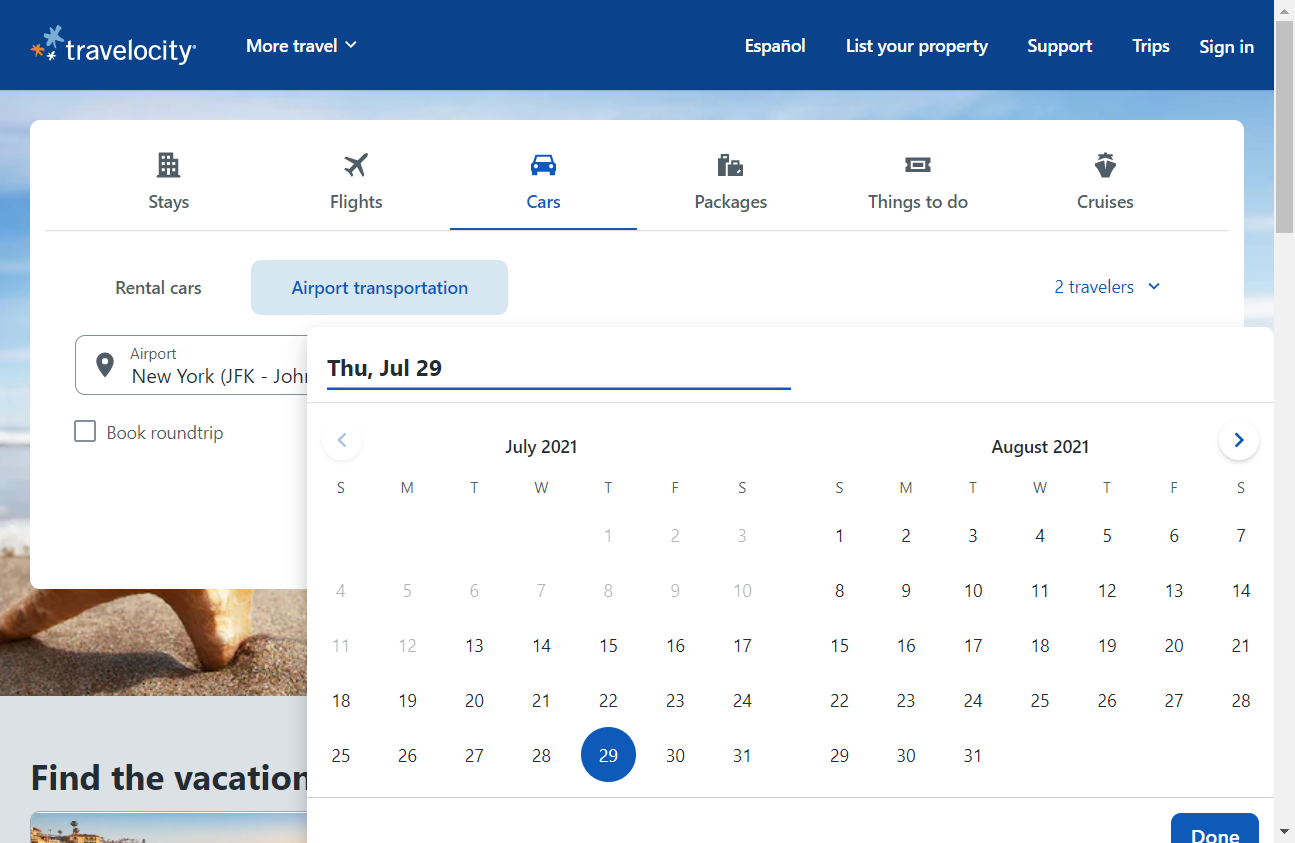 travelocity
More travel
Español
List your property
Support
Trips
Sign in
Stays
Flights
Cars
Packages
Things to do
Cruises
Rental cars
Airport transportation
2 travelers
Airport
New York (JFK - John
Book roundtrip
Thu, Jul 29
July 2021
S M T W T F S
1 2 3
4 5 6 7 8 9 10
11 12 13 14 15 16 17
18 19 20 21 22 23 24
25 26 27 28 29 30 31
August 2021
S M T W T F S
1 2 3 4 5 6 7
8 9 10 11 12 13 14
15 16 17 18 19 20 21
22 23 24 25 26 27 28
29 30 31
Done
Find the vacation